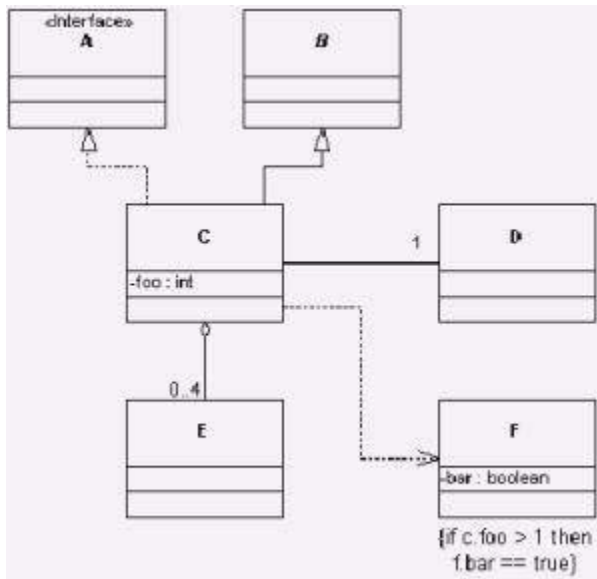 «Interface»
A
B
C
-foo : int
1
D
0..4
E
F
-bar : boolean
{if c.foo > 1 then
f.bar == true}